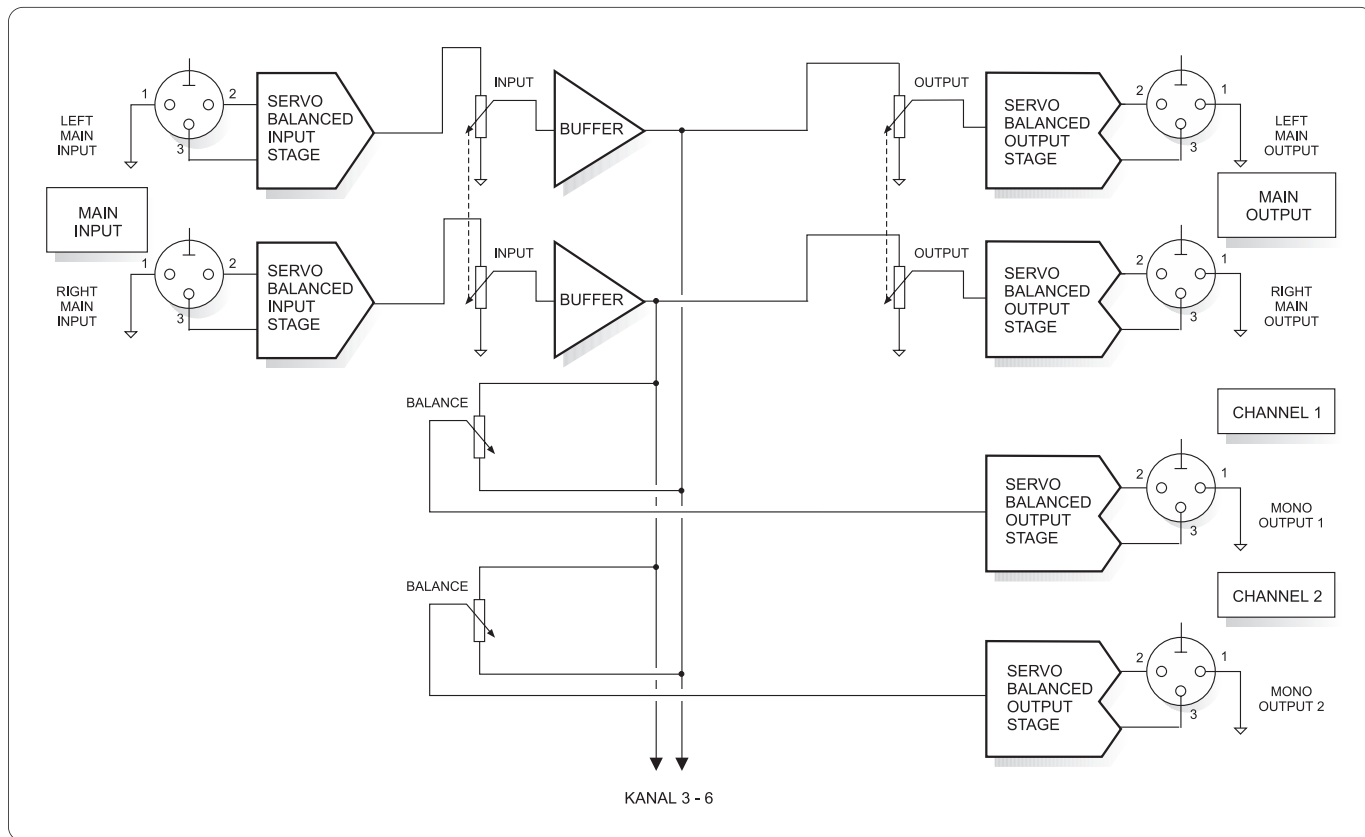 1
2
3
LEFT
MAIN
INPUT
SERVO
BALANCED
INPUT
STAGE
INPUT
BUFFER
OUTPUT
SERVO
BALANCED
OUTPUT
STAGE
2
1
3
LEFT
MAIN
OUTPUT
MAIN
INPUT
MAIN
OUTPUT
1
2
3
RIGHT
MAIN
INPUT
SERVO
BALANCED
INPUT
STAGE
INPUT
BUFFER
OUTPUT
SERVO
BALANCED
OUTPUT
STAGE
2
1
3
RIGHT
MAIN
OUTPUT
BALANCE
CHANNEL 1
SERVO
BALANCED
OUTPUT
STAGE
2
1
3
MONO
OUTPUT 1
BALANCE
CHANNEL 2
SERVO
BALANCED
OUTPUT
STAGE
2
1
3
MONO
OUTPUT 2
KANAL 3 - 6